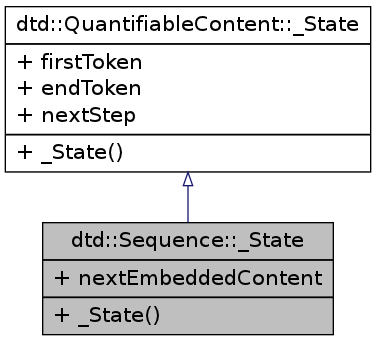 dtd::QuantifiableContent::_State
+ firstToken
+ endToken
+ nextStep
+ _State()
dtd::Sequence::_State
+ nextEmbeddedContent
+ _State()